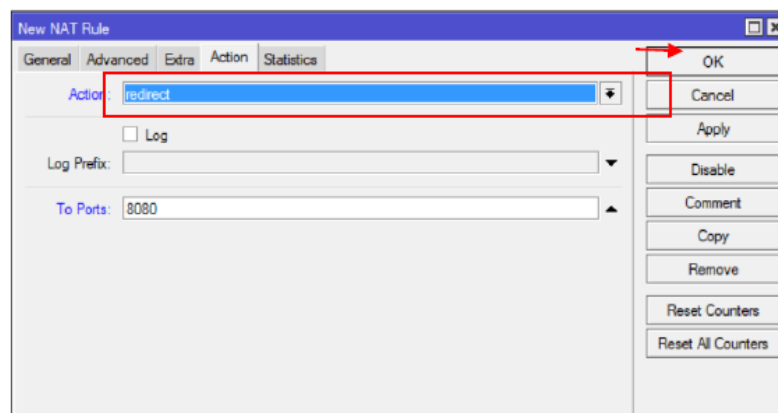 New NAT Rule
General Advanced Extra Action Statistics
Action: redirect
Log
Log Prefix:
To Ports: 8080
OK
Cancel
Apply
Disable
Comment
Copy
Remove
Reset Counters
Reset All Counters